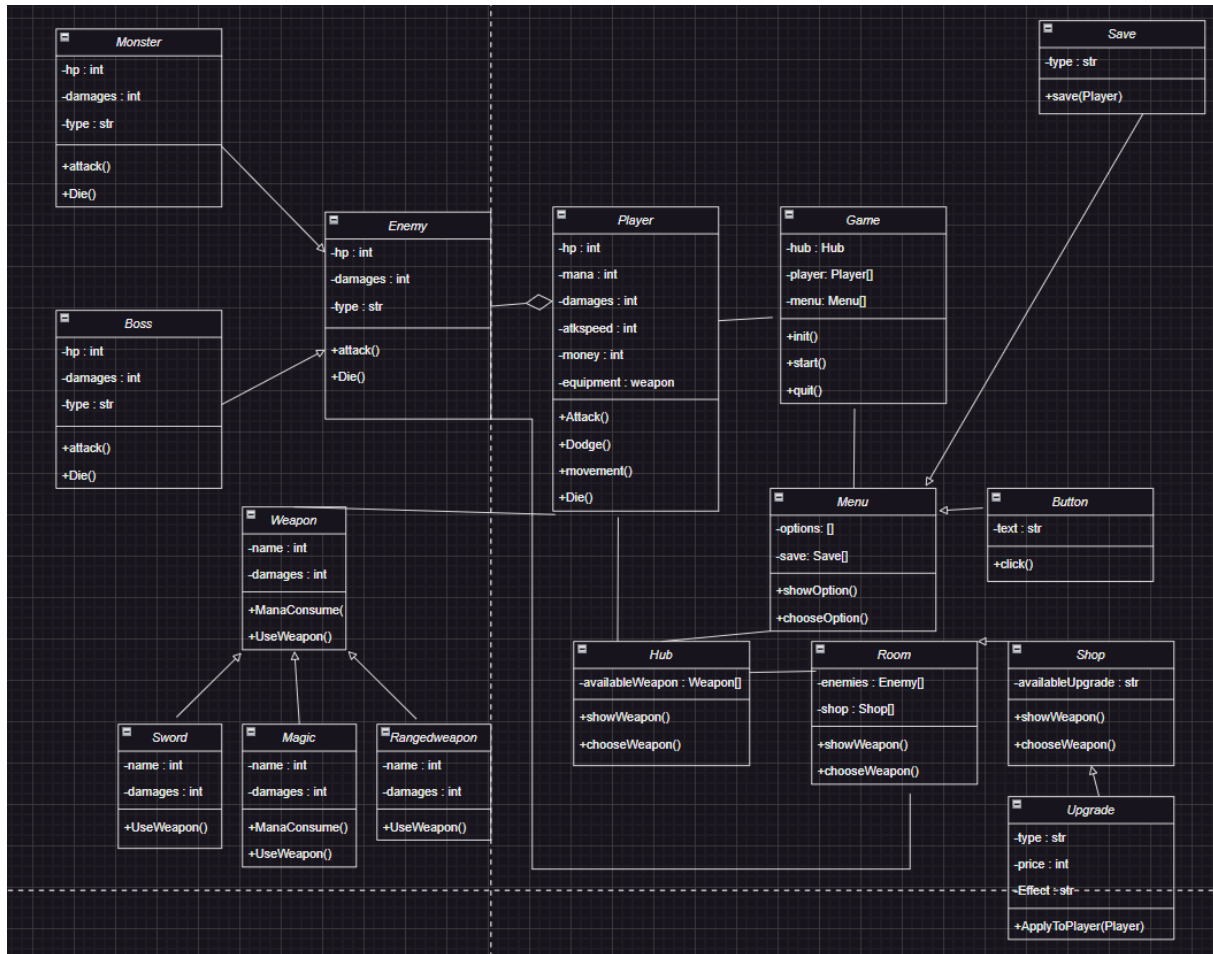 Monster
-hp : int
-damages : int
-type : str
+attack()
+Die()
Save
-type : str
+save(Player)
Enemy
-hp : int
-damages : int
-type : str
+attack()
+Die()
Player
-hp : int
-mana : int
-damages : int
-atkspeed : int
-money : int
-equipment : weapon
+Attack()
+Dodge()
+movement()
+Die()
Game
-hub : Hub
-player: Player[]
-menu: Menu[]
+init()
+start()
+quit()
Boss
-hp : int
-damages : int
-type : str
+attack()
+Die()
Menu
-options: []
-save: Save[]
+showOption()
+chooseOption()
Button
-text : str
+click()
Weapon
-name : int
-damages : int
+ManaConsume(
+UseWeapon()
Hub
-availableWeapon : Weapon[]
+showWeapon()
+chooseWeapon()
Room
-enemies : Enemy[]
-shop : Shop[]
+showWeapon()
+chooseWeapon()
Shop
-availableUpgrade : str
+showWeapon()
+chooseWeapon()
Sword
-name : int
-damages : int
+UseWeapon()
Magic
-name : int
-damages : int
+ManaConsume()
+UseWeapon()
Rangedweapon
-name : int
-damages : int
+UseWeapon()
Upgrade
-type : str
-price : int
-Effect : str
+ApplyToPlayer(Player)